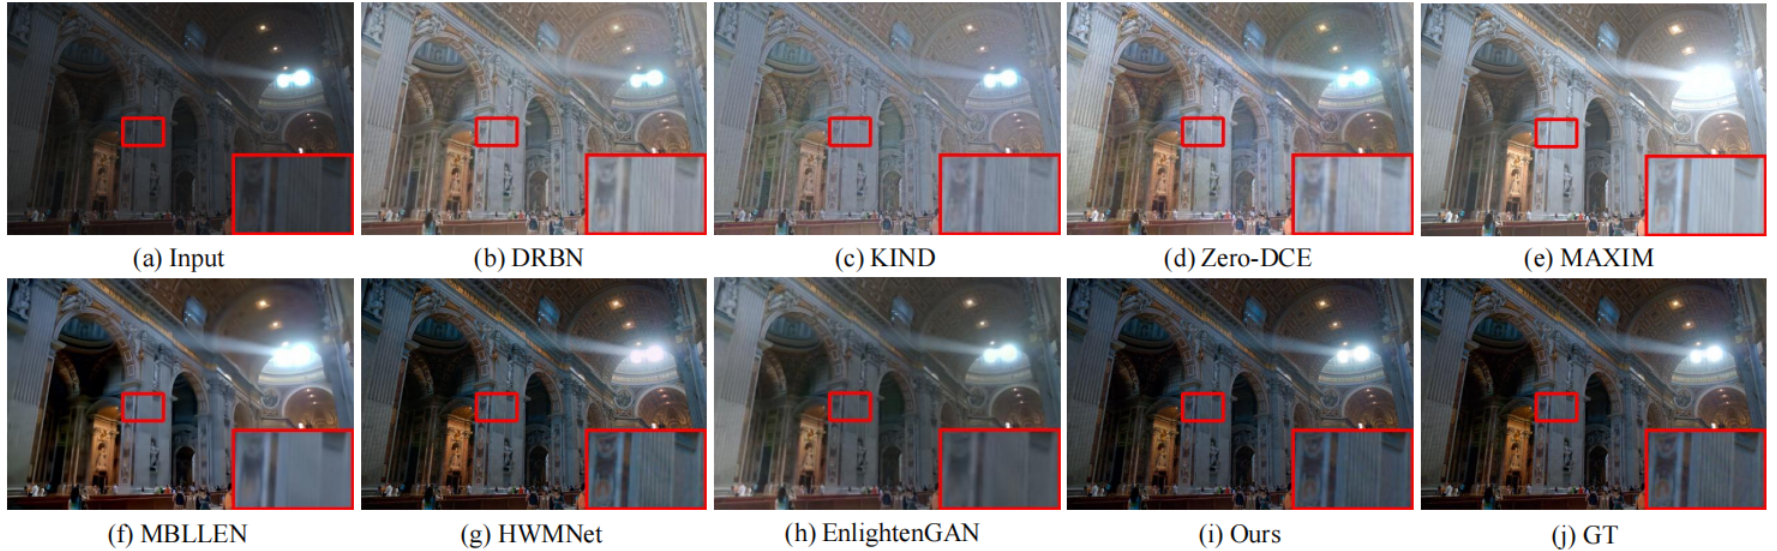 (a) Input
(b) DRBN
(c) KIND
(d) Zero-DCE
(e) MAXIM
(f) MBLLEN
(g) HWMNet
(h) EnlightenGAN
(i) Ours
(j) GT